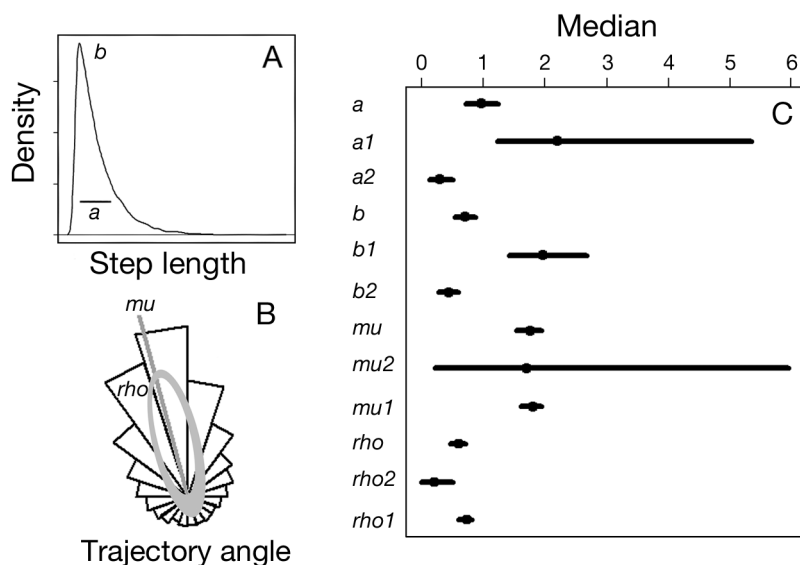 A
b
a
Density
Step length
B
mu
rho
Trajectory angle
Median
0 1 2 3 4 5 6
C
a
a1
a2
b
b1
b2
mu
mu2
mu1
rho
rho2
rho1